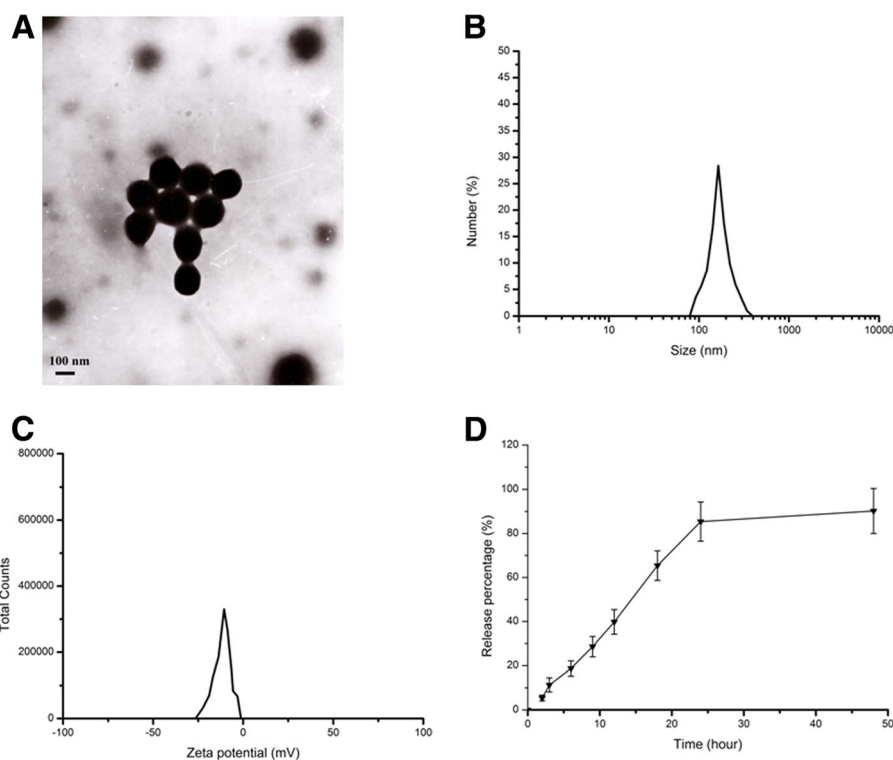 A
100 nm
B
50
45
40
35
30
25
20
15
10
5
0
Number (%)
1 10 100 1000 10000
Size (nm)
C
800000
600000
400000
200000
0
Total Counts
-100 -50 0 50 100
Zeta potential (mV)
D
120
100
80
60
40
20
0
Release percentage (%)
0 10 20 30 40 50
Time (hour)